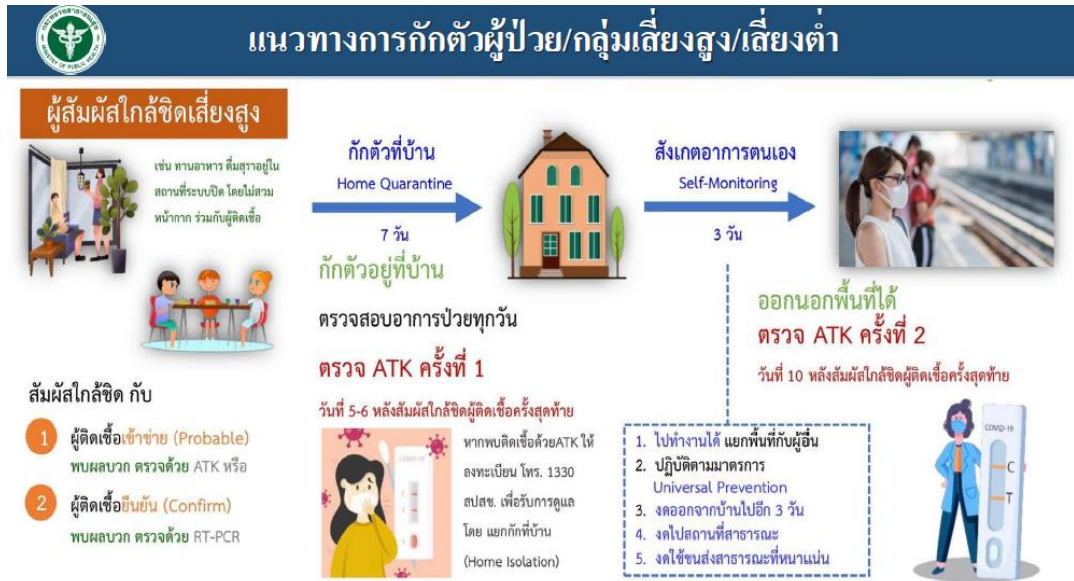 กระทรวงสาธารณสุข
MINISTRY OF PUBLIC HEALTH
แนวทางการกักตัวผู้ป่วย/กลุ่มเสี่ยงสูง/เสี่ยงต่ำ
ผู้สัมผัสใกล้ชิดเสี่ยงสูง
เช่น ทานอาหาร ดื่มสุราอยู่ใน
สถานที่ระบบปิด โดยไม่สวม
หน้ากาก ร่วมกับผู้ติดเชื้อ
สัมผัสใกล้ชิด กับ
1 ผู้ติดเชื้อเข้าข่าย (Probable)
พบผลบวก ตรวจด้วย ATK หรือ
2 ผู้ติดเชื้อยืนยัน (Confirm)
พบผลบวก ตรวจด้วย RT-PCR
กักตัวที่บ้าน
Home Quarantine
7 วัน
กักตัวอยู่ที่บ้าน
ตรวจสอบอาการป่วยทุกวัน
ตรวจ ATK ครั้งที่ 1
วันที่ 5-6 หลังสัมผัสใกล้ชิดผู้ติดเชื้อครั้งสุดท้าย
COVID-19
C
T
หากพบติดเชื้อด้วยATK ให้
ลงทะเบียน โทร. 1330
สปสช. เพื่อรับการดูแล
โดย แยกกักที่บ้าน
(Home Isolation)
สังเกตอาการตนเอง
Self-Monitoring
3 วัน
1. ไปทำงานได้ แยกพื้นที่กับผู้อื่น
2. ปฏิบัติตามมาตรการ
Universal Prevention
3. งดออกจากบ้านไปอีก 3 วัน
4. งดไปสถานที่สาธารณะ
5. งดใช้ขนส่งสาธารณะที่หนาแน่น
ออกนอกพื้นที่ได้
ตรวจ ATK ครั้งที่ 2
วันที่ 10 หลังสัมผัสใกล้ชิดผู้ติดเชื้อครั้งสุดท้าย
COVID-19
C
T